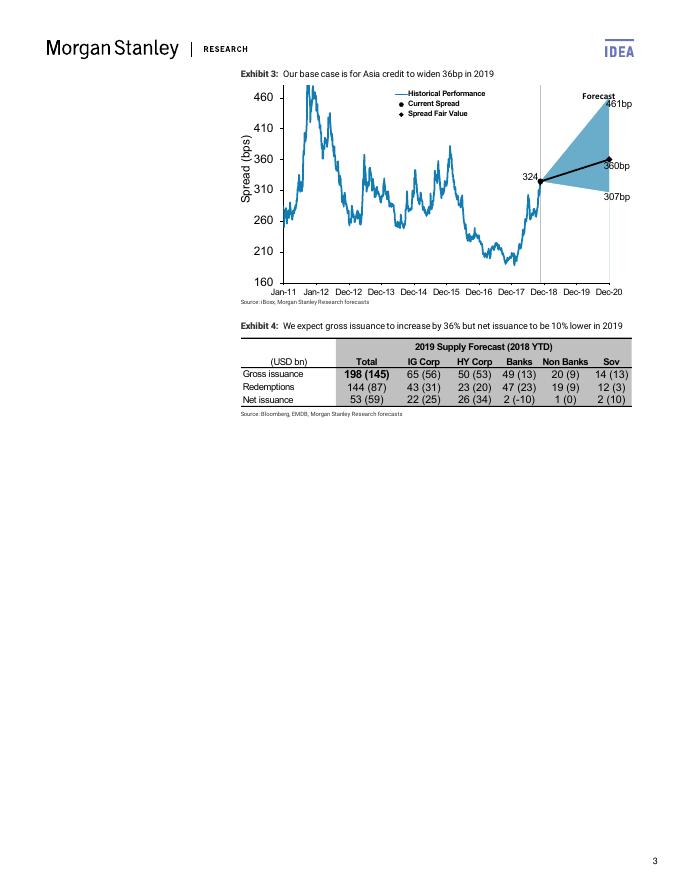 Morgan Stanley | RESEARCH
IDEA
Exhibit 3: Our base case is for Asia credit to widen 36bp in 2019
Spread (bps)
460
410
360
310
260
210
160
Historical Performance
Current Spread
Spread Fair Value
Forecast
461bp
324
360bp
307bp
Jan-11 Jan-12 Dec-12 Dec-13 Dec-14 Dec-15 Dec-16 Dec-17 Dec-18 Dec-19 Dec-20
Source: iBoxx, Morgan Stanley Research forecasts
Exhibit 4: We expect gross issuance to increase by 36% but net issuance to be 10% lower in 2019
2019 Supply Forecast (2018 YTD)
(USD bn) Total IG Corp HY Corp Banks Non Banks Sov
Gross issuance 198 (145) 65 (56) 50 (53) 49 (13) 20 (9) 14 (13)
Redemptions 144 (87) 43 (31) 23 (20) 47 (23) 19 (9) 12 (3)
Net issuance 53 (59) 22 (25) 26 (34) 2 (-10) 1 (0) 2 (10)
Source: Bloomberg, EMDB, Morgan Stanley Research forecasts
3